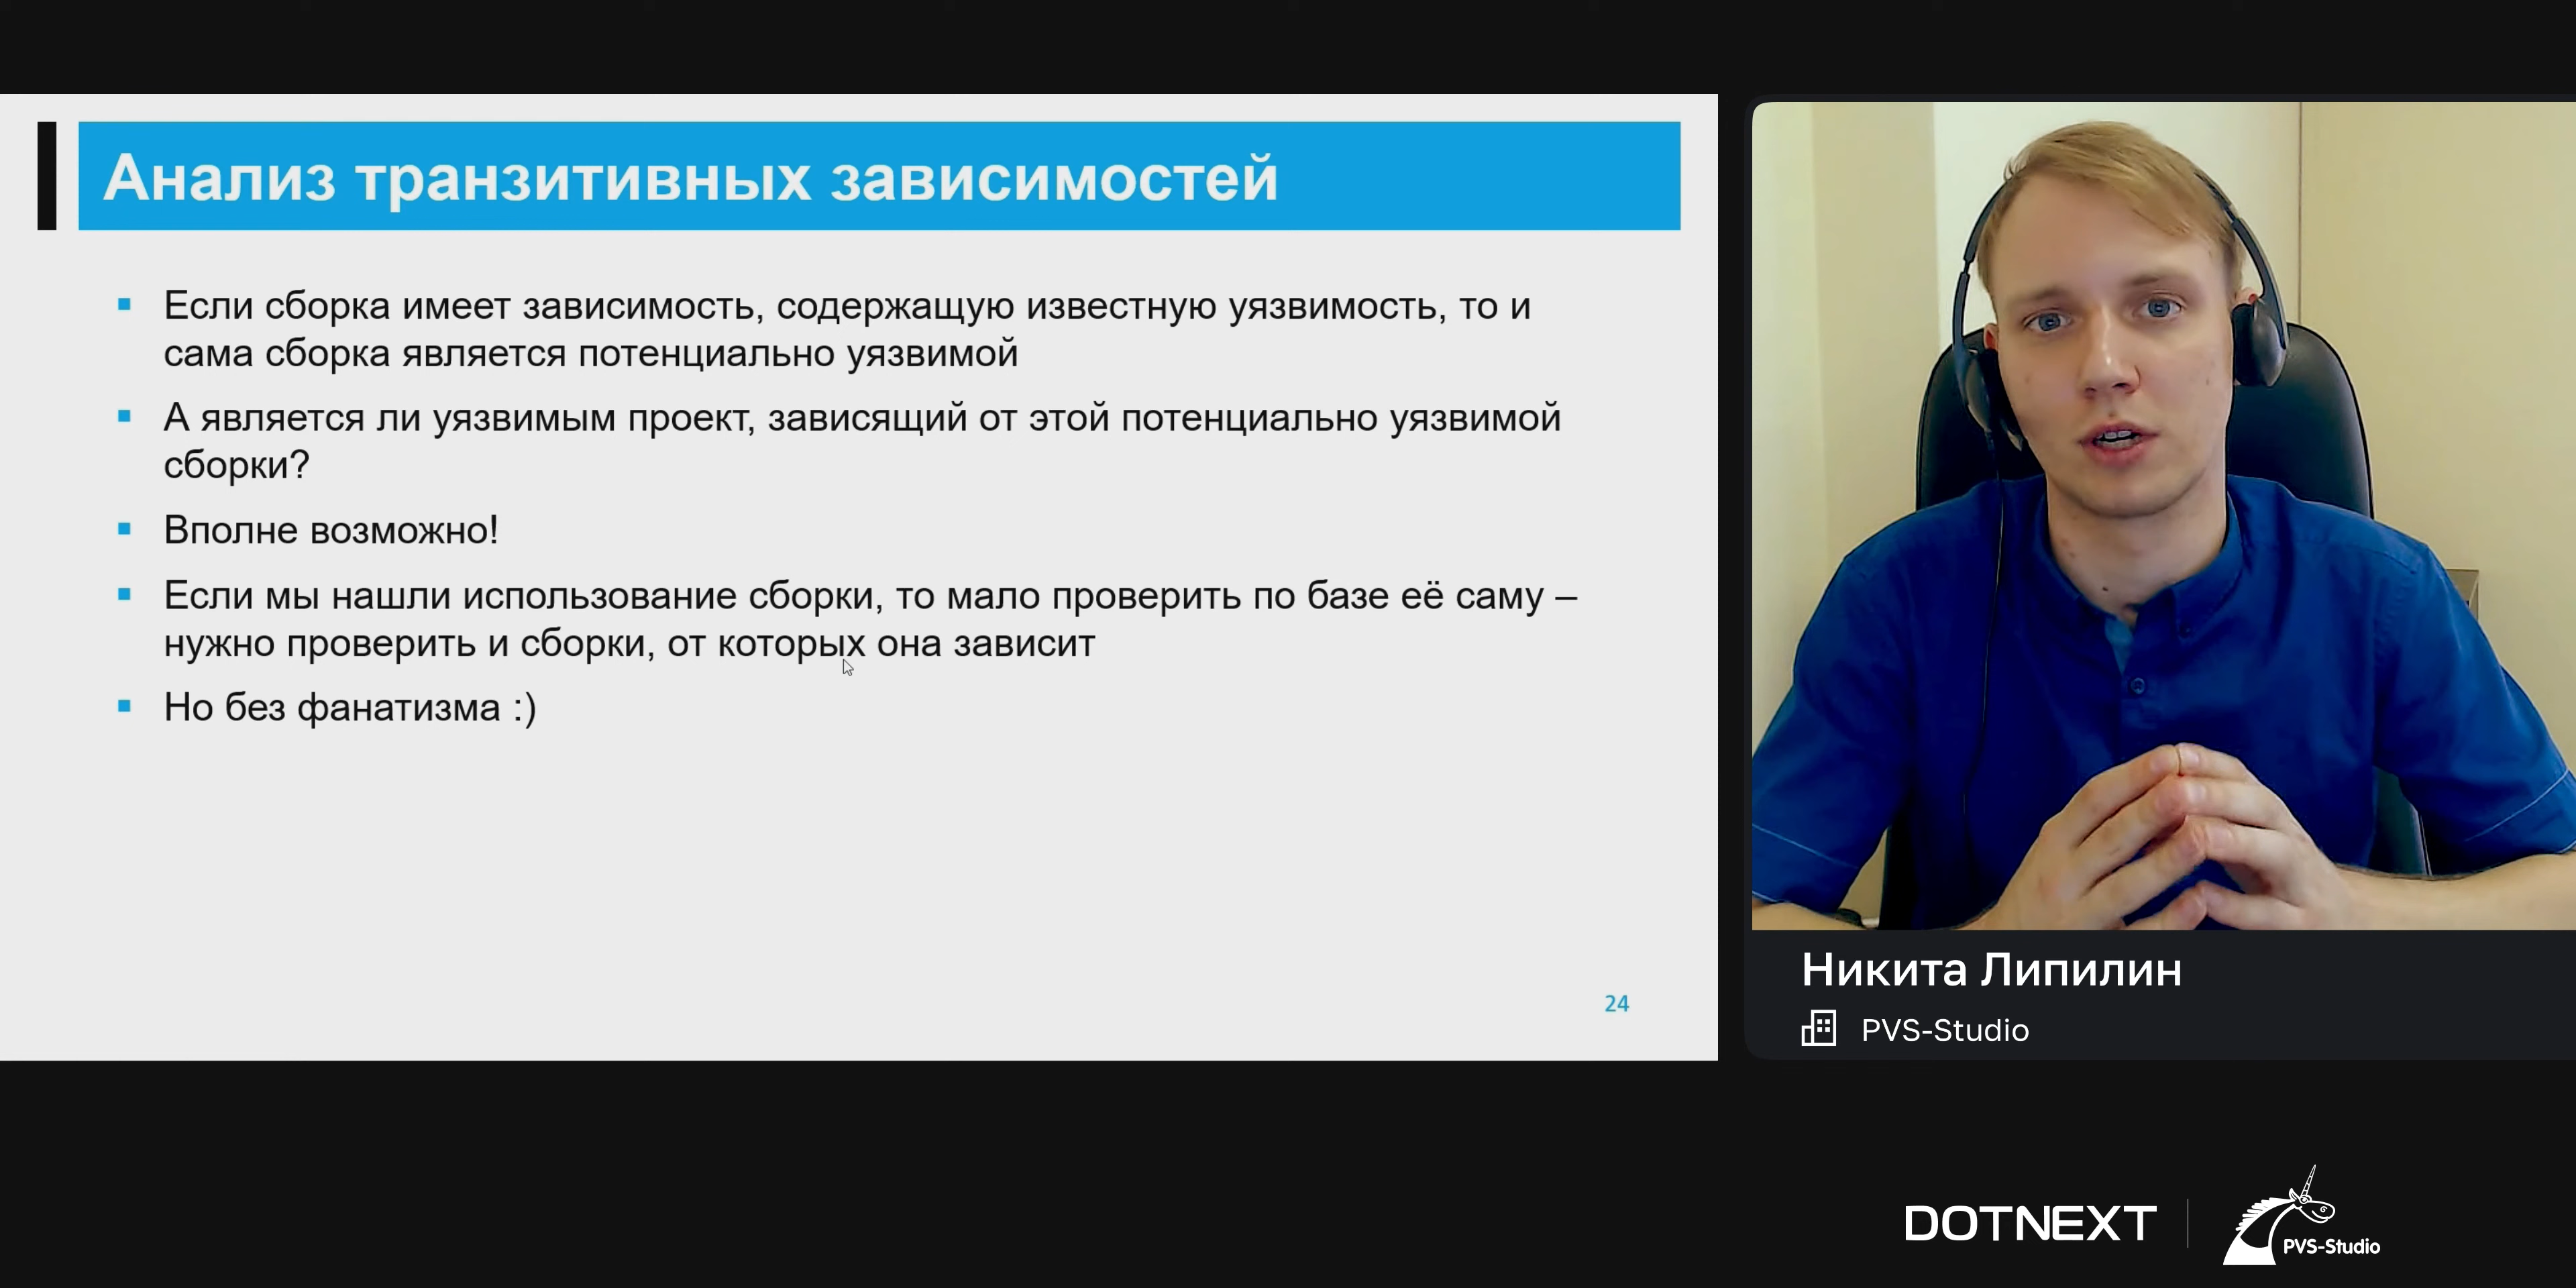 Анализ транзитивных зависимостей
Если сборка имеет зависимость, содержащую известную уязвимость, то и
сама сборка является потенциально уязвимой
А является ли уязвимым проект, зависящий от этой потенциально уязвимой
сборки?
Вполне возможно!
Если мы нашли использование сборки, то мало проверить по базе её саму –
нужно проверить и сборки, от которых она зависит
Но без фанатизма :)
24
Никита Липилин
PVS-Studio
DOTNEXT
PVS-Studio